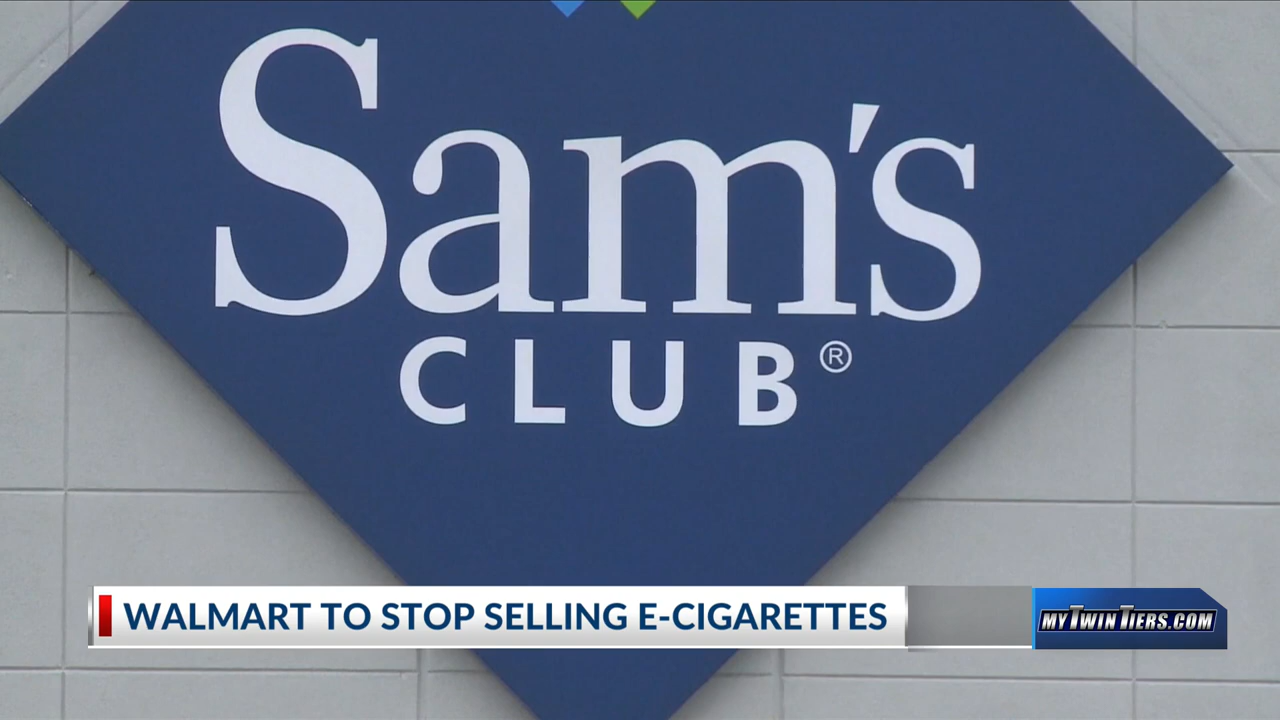 Sam's
CLUB®
WALMART TO STOP SELLING E-CIGARETTES
MYTWINTIERS.COM